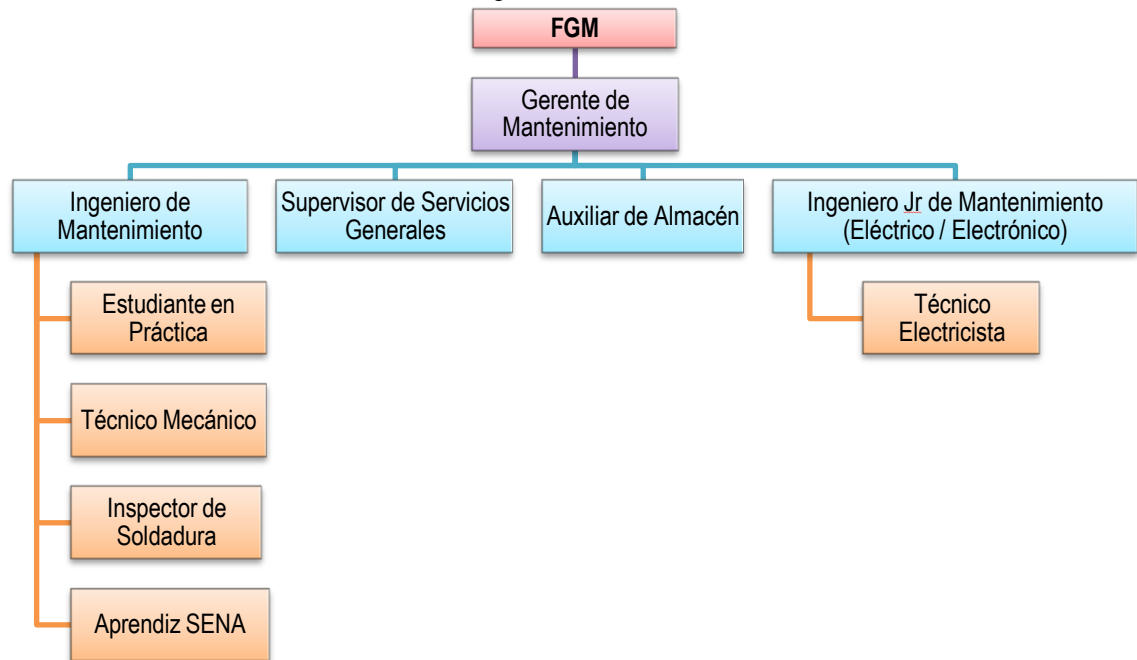 FGM
Gerente de
Mantenimiento
Ingeniero de
Mantenimiento
Supervisor de Servicios
Generales
Auxiliar de Almacén
Ingeniero Jr de Mantenimiento
(Eléctrico / Electrónico)
Estudiante en
Práctica
Técnico Mecánico
Inspector de
Soldadura
Aprendiz SENA
Técnico
Electricista